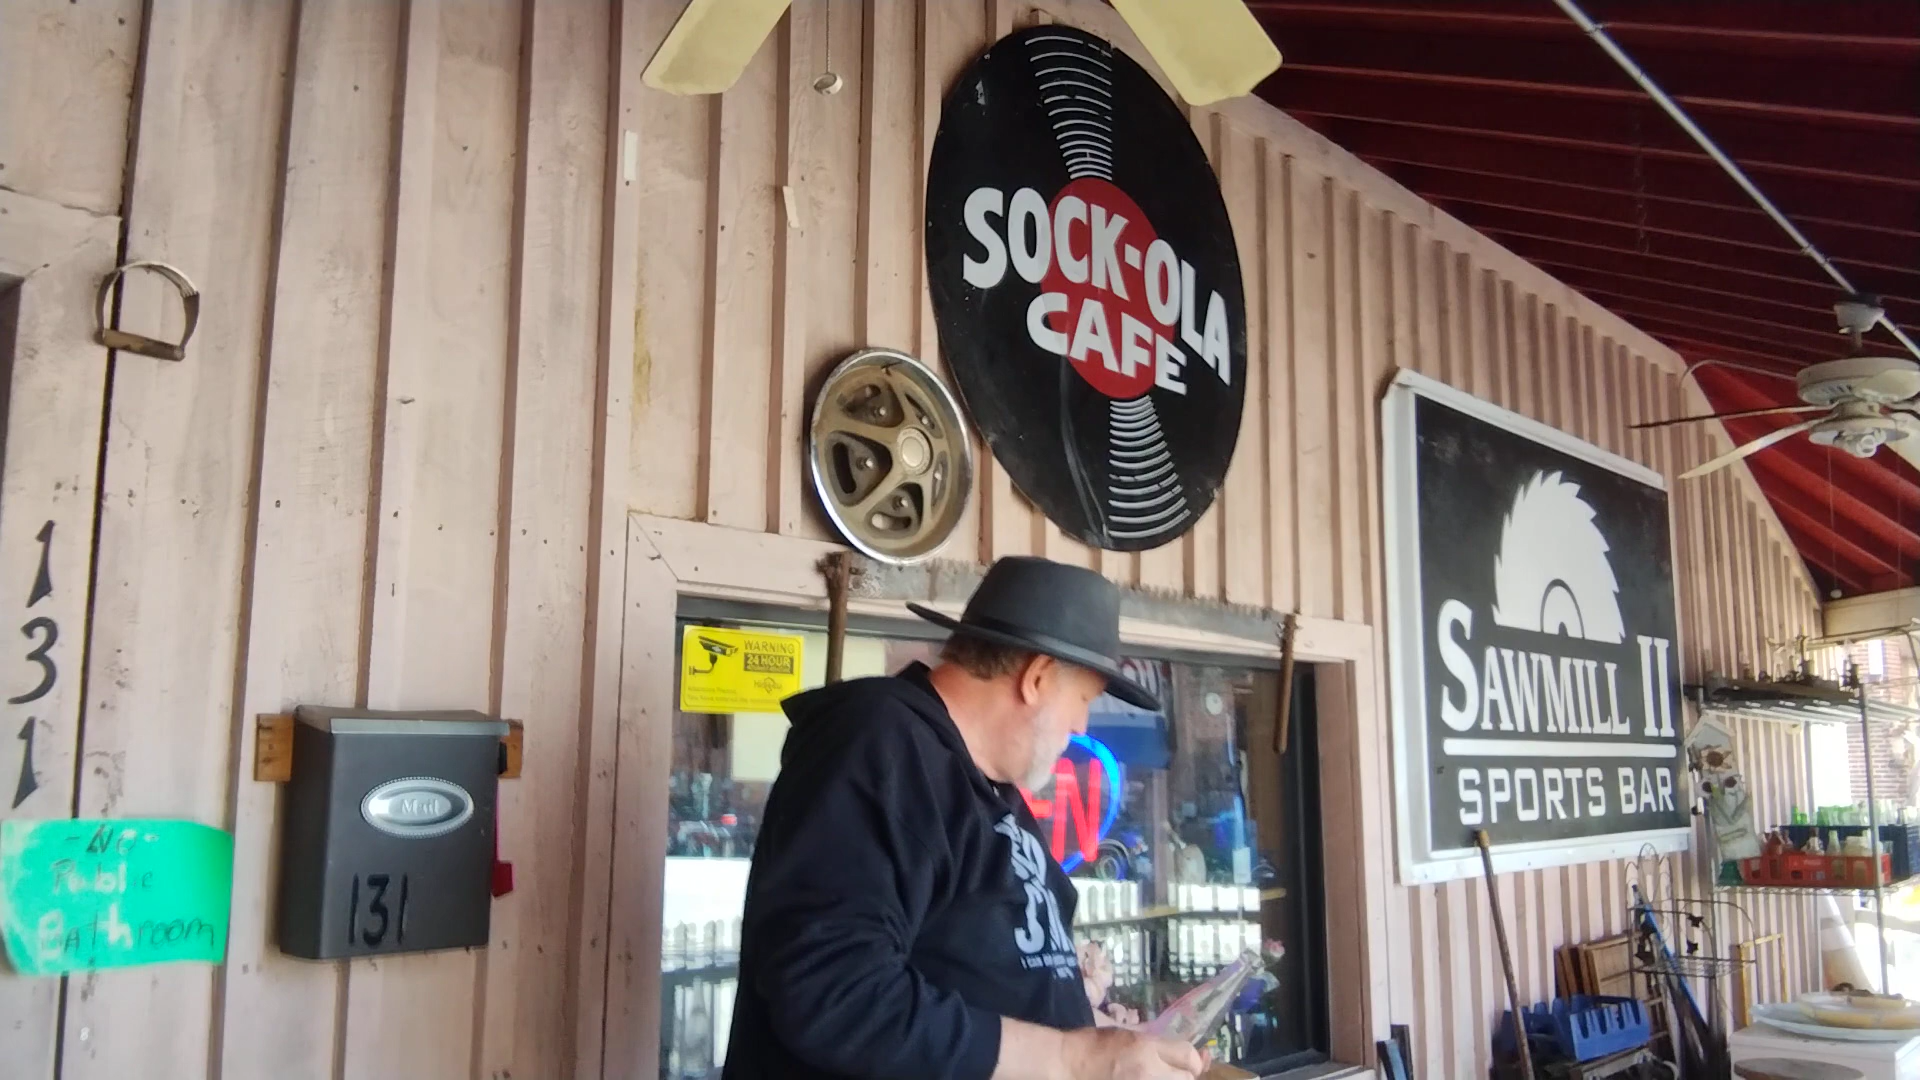 SOCK-OLA
CAFE
SAWMILL II
SPORTS BAR
WARNING
24 HOUR
131
Mail
131
-No-
Public
Bathroom